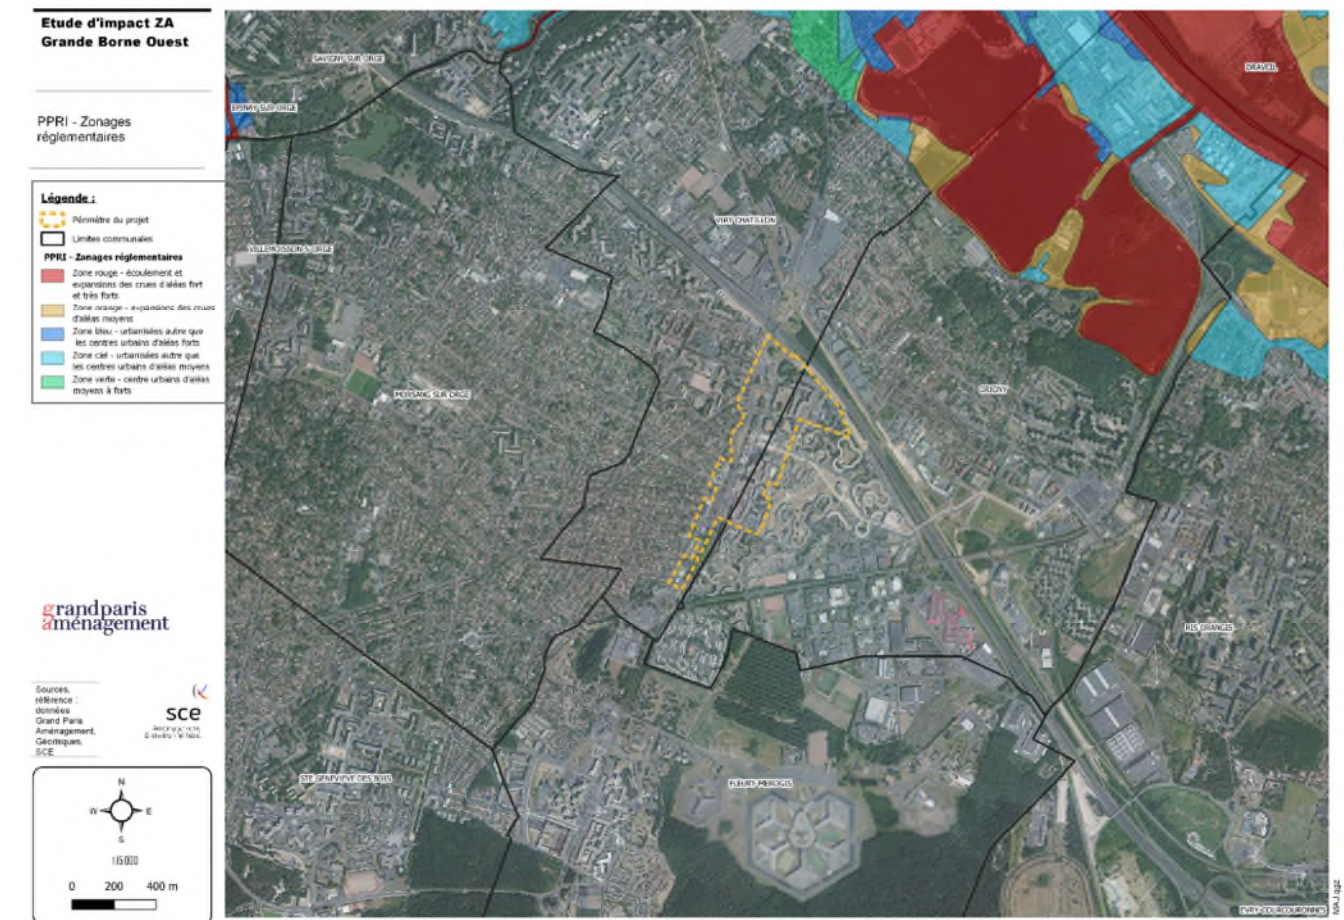 Etude d'impact ZA
Grande Borne Ouest
PPRI - Zonages
réglementaires
Légende :
Périmètre du projet
Limites communales
PPRI - Zonages réglementaires
Zone rouge - écoulement et
expansions des crues d'aléas fort
et très forts
Zone orange - expansions des crues
d'aléas moyens
Zone bleu - urbanisées autre que
les centres urbains d'aléas forts
Zone ciel - urbanisées autre que
les centres urbains d'aléas moyens
Zone verte - centre urbains d'aléas
moyens à forts
grandparis
aménagement
Sources,
référence :
données
Grand Paris
Aménagement,
Géorisques,
SCE
sce
N
W
E
S
1:15 000
0 200 400 m
SAVIGNY-SUR-ORGE
EPINAY-SUR-ORGE
DRAVEIL
VIRY-CHATILLON
VILLEMOISSON-S-ORGE
MORSANG-SUR-ORGE
GRIGNY
RIS-ORANGIS
STE-GENEVIEVE-DES-BOIS
FLEURY-MEROGIS
EVRY-COURCOURONNES